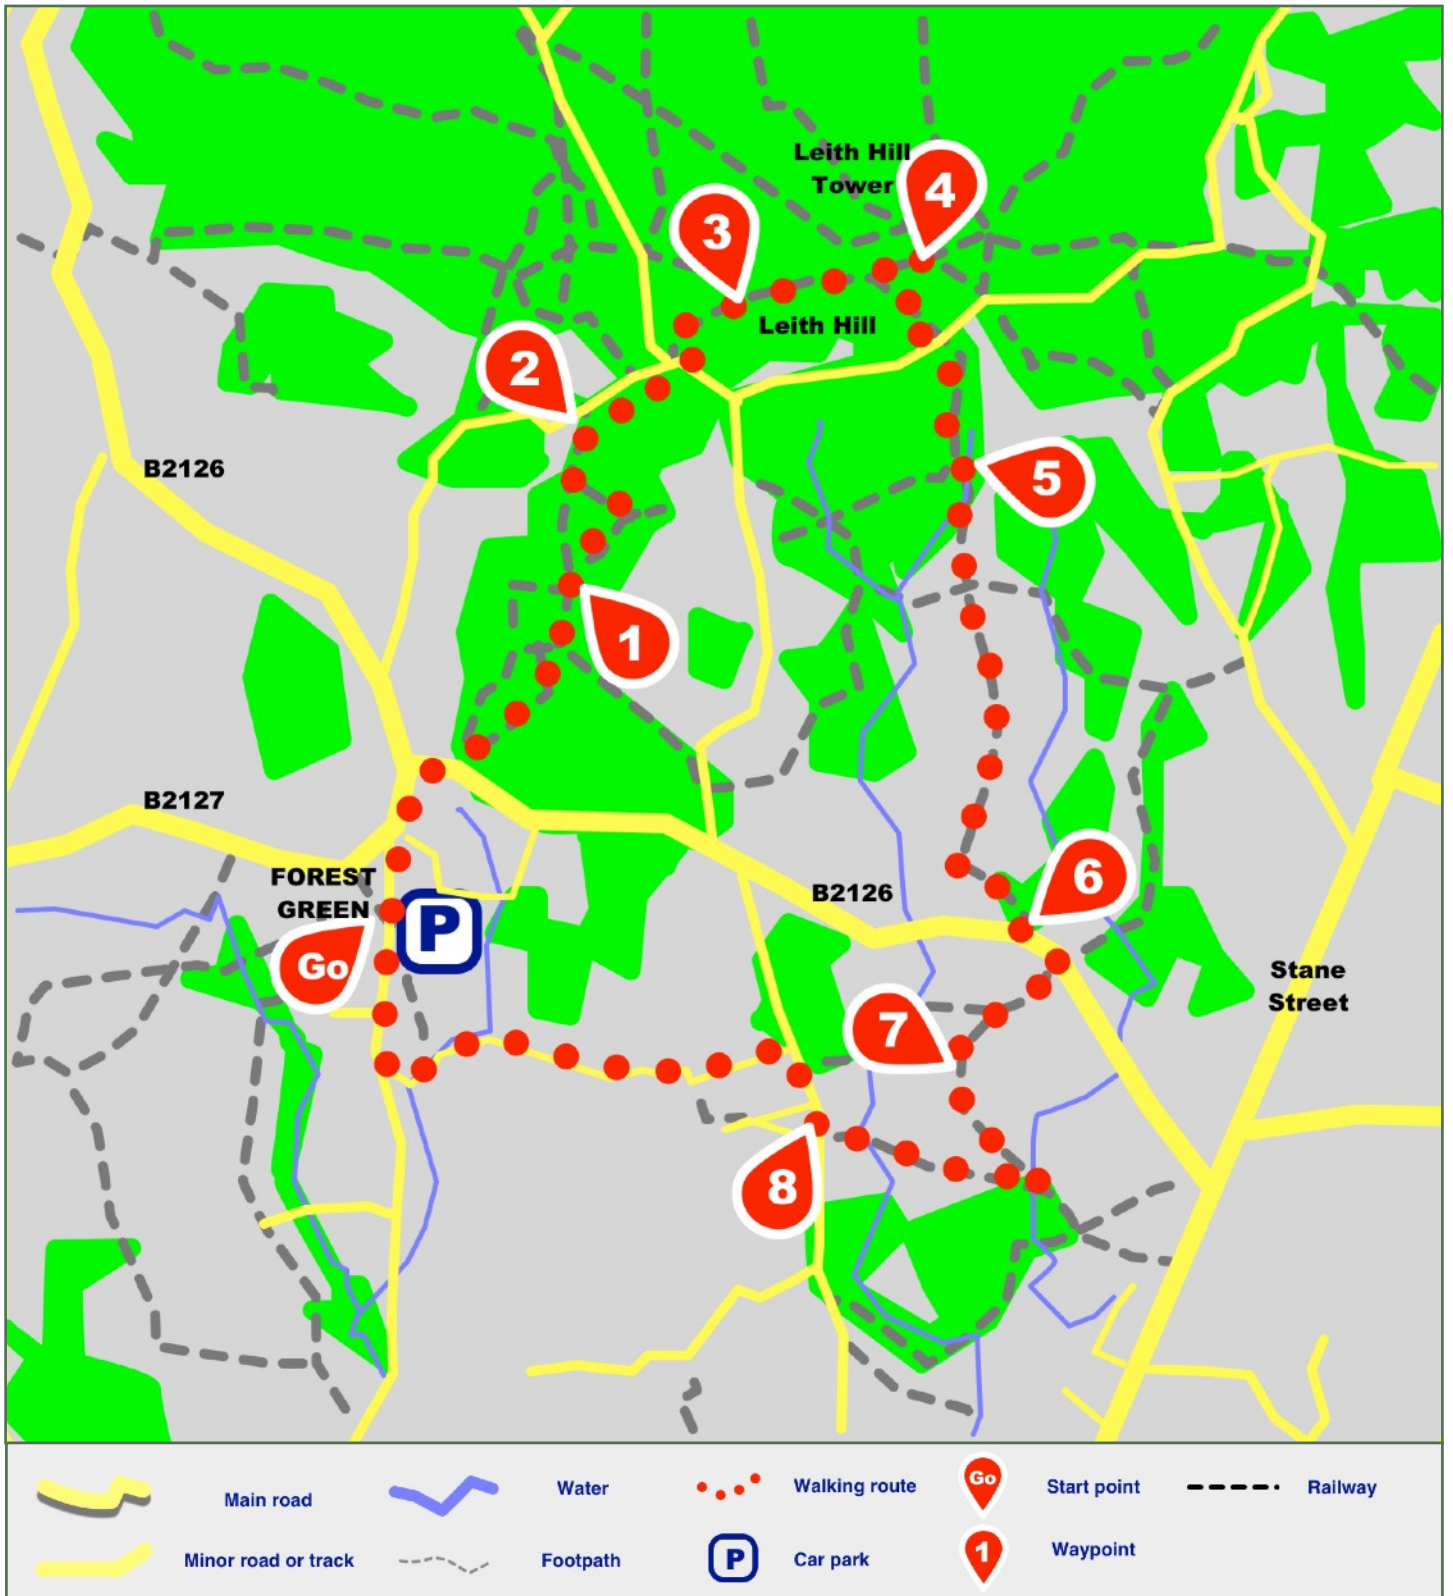 Leith Hill
Tower
4
3
Leith Hill
2
B2126
5
1
B2127
FOREST
GREEN
P
Go
B2126
6
Stane
Street
7
8
Main road
Water
Walking route
Go
Start point
Railway
Minor road or track
Footpath
P
Car park
1
Waypoint